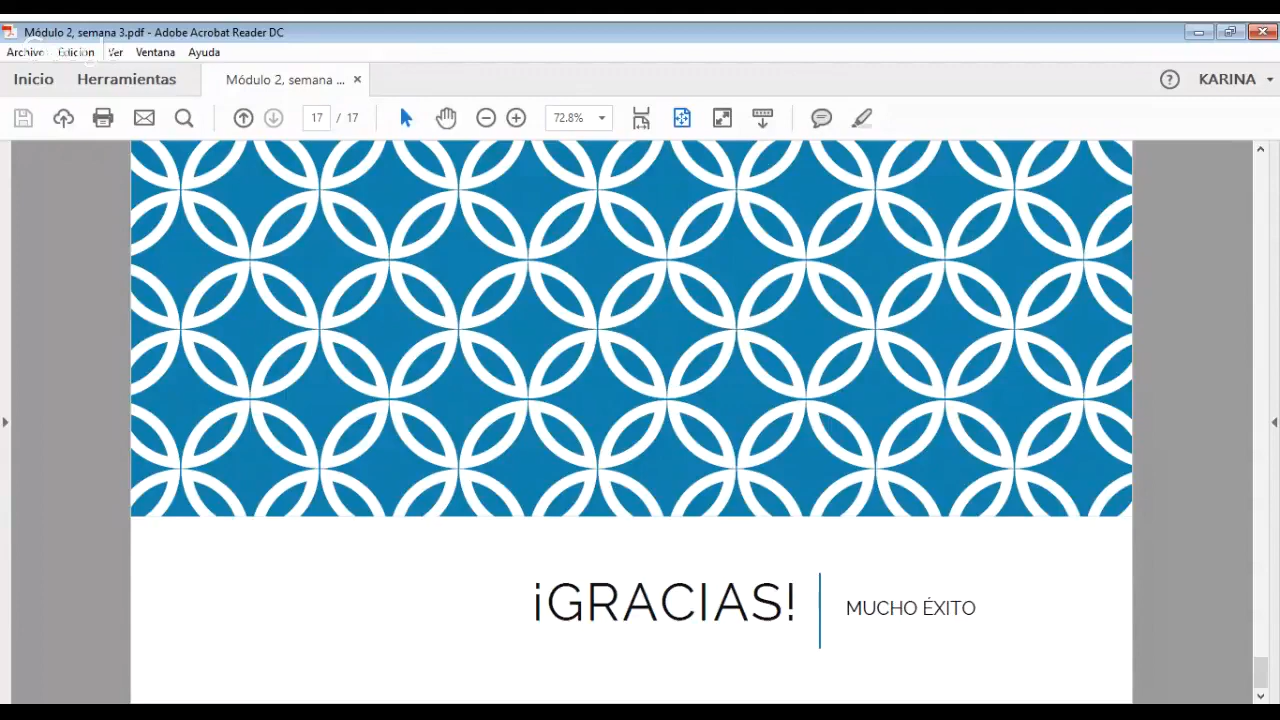 Módulo 2, semana 3.pdf - Adobe Acrobat Reader DC
Archivo Edición Ver Ventana Ayuda
Inicio Herramientas Módulo 2, semana ... × ? KARINA
17 / 17 72.8%
¡GRACIAS! MUCHO ÉXITO